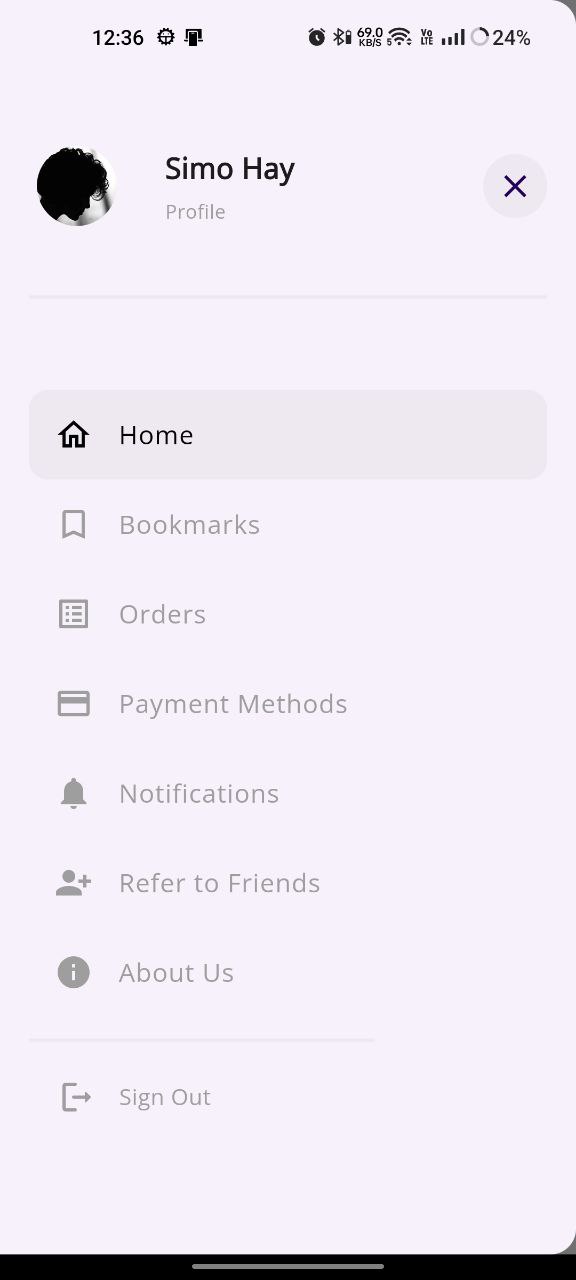 12:36 69.0 KB/S 5 Vo LTE 24%
Simo Hay
Profile
Home
Bookmarks
Orders
Payment Methods
Notifications
Refer to Friends
About Us
Sign Out